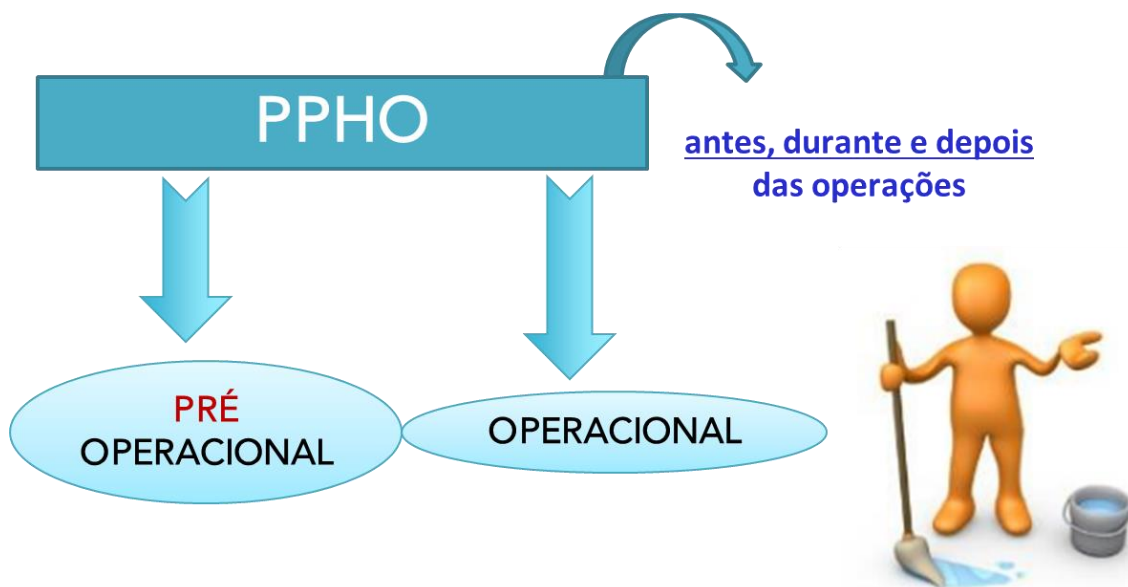 PPHO
antes, durante e depois
das operações
PRÉ
OPERACIONAL
OPERACIONAL